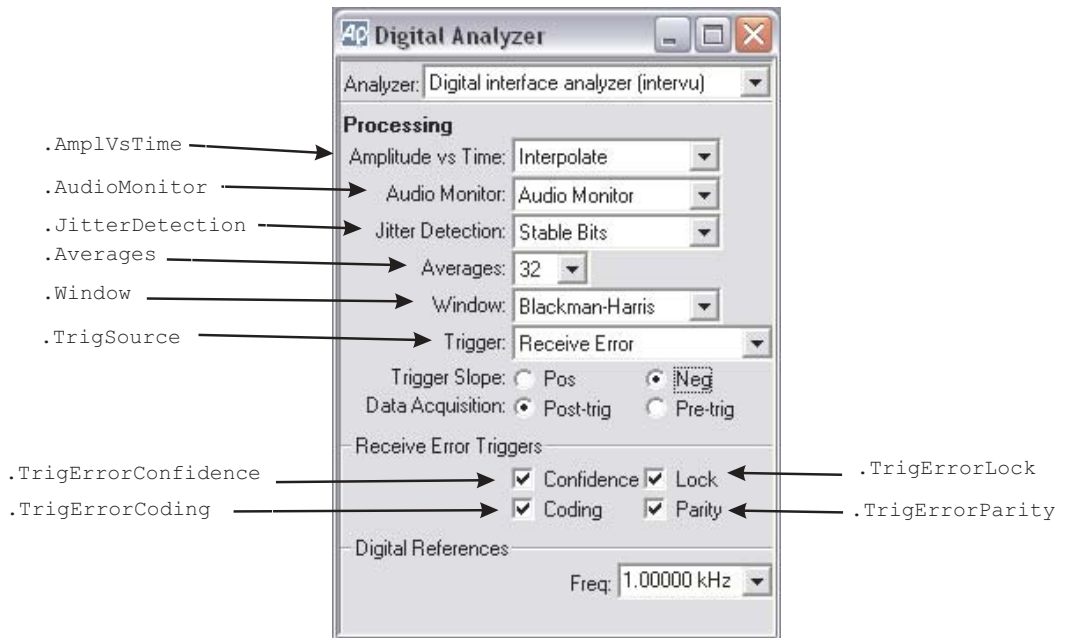 Ap Digital Analyzer
Analyzer: Digital interface analyzer (intervu)
Processing
.AmplVsTime Amplitude vs Time: Interpolate
.AudioMonitor Audio Monitor: Audio Monitor
.JitterDetection Jitter Detection: Stable Bits
.Averages Averages: 32
.Window Window: Blackman-Harris
.TrigSource Trigger: Receive Error
Trigger Slope: Pos Neg
Data Acquisition: Post-trig Pre-trig
Receive Error Triggers
.TrigErrorConfidence Confidence Lock .TrigErrorLock
.TrigErrorCoding Coding Parity .TrigErrorParity
Digital References
Freq: 1.00000 kHz